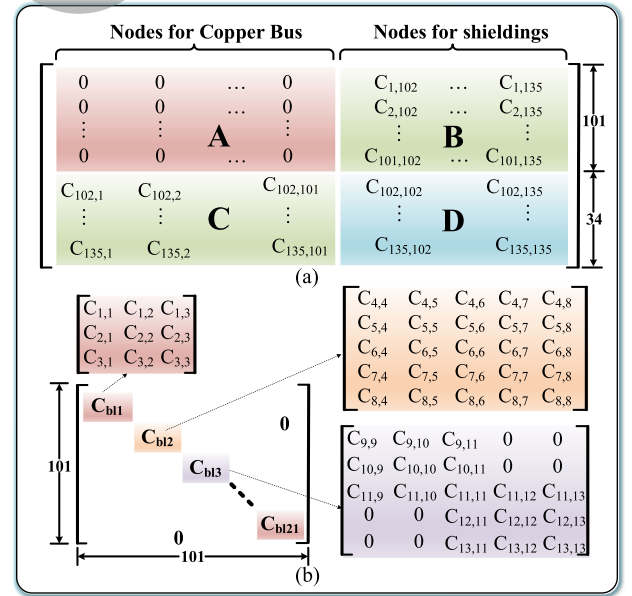 Nodes for Copper Bus Nodes for shieldings
0 0 … 0 C1,102 … C1,135
0 0 … 0 C2,102 … C2,135
⋮ ⋮ A ⋮ ⋮ B ⋮ 101
0 0 … 0 C101,102 … C101,135
C102,1 C102,2 C102,101 C102,102 C102,135
⋮ ⋮ C ⋮ ⋮ D ⋮ 34
C135,1 C135,2 C135,101 C135,102 C135,135
(a)
C1,1 C1,2 C1,3
C2,1 C2,2 C2,3
C3,1 C3,2 C3,3
C4,4 C4,5 C4,6 C4,7 C4,8
C5,4 C5,5 C5,6 C5,7 C5,8
C6,4 C6,5 C6,6 C6,7 C6,8
C7,4 C7,5 C7,6 C7,7 C7,8
C8,4 C8,5 C8,6 C8,7 C8,8
Cbl1
0
Cbl2
101
Cbl3
Cbl21
0
101
C9,9 C9,10 C9,11 0 0
C10,9 C10,10 C10,11 0 0
C11,9 C11,10 C11,11 C11,12 C11,13
0 0 C12,11 C12,12 C12,13
0 0 C13,11 C13,12 C13,13
(b)